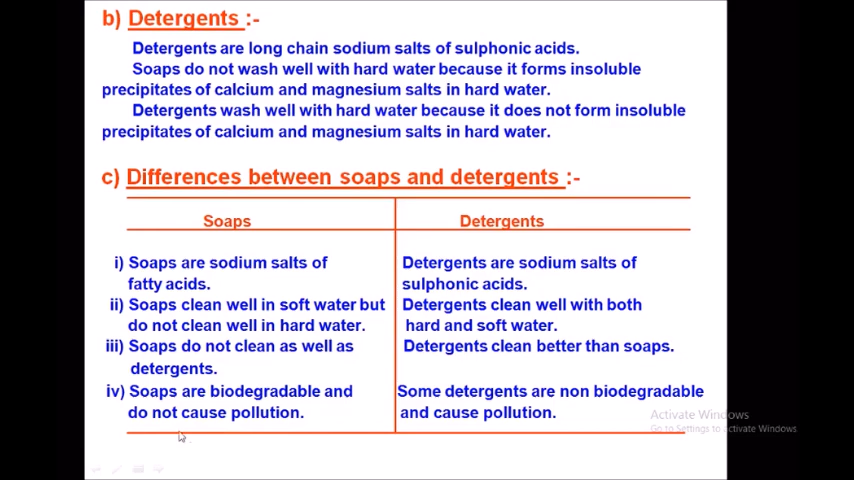 b) Detergents :-
Detergents are long chain sodium salts of sulphonic acids.
Soaps do not wash well with hard water because it forms insoluble
precipitates of calcium and magnesium salts in hard water.
Detergents wash well with hard water because it does not form insoluble
precipitates of calcium and magnesium salts in hard water.
c) Differences between soaps and detergents :-
Soaps
Detergents
i) Soaps are sodium salts of
fatty acids.
Detergents are sodium salts of
sulphonic acids.
ii) Soaps clean well in soft water but
do not clean well in hard water.
Detergents clean well with both
hard and soft water.
iii) Soaps do not clean as well as
detergents.
Detergents clean better than soaps.
iv) Soaps are biodegradable and
do not cause pollution.
Some detergents are non biodegradable
and cause pollution.
Activate Windows
Go to Settings to activate Windows.